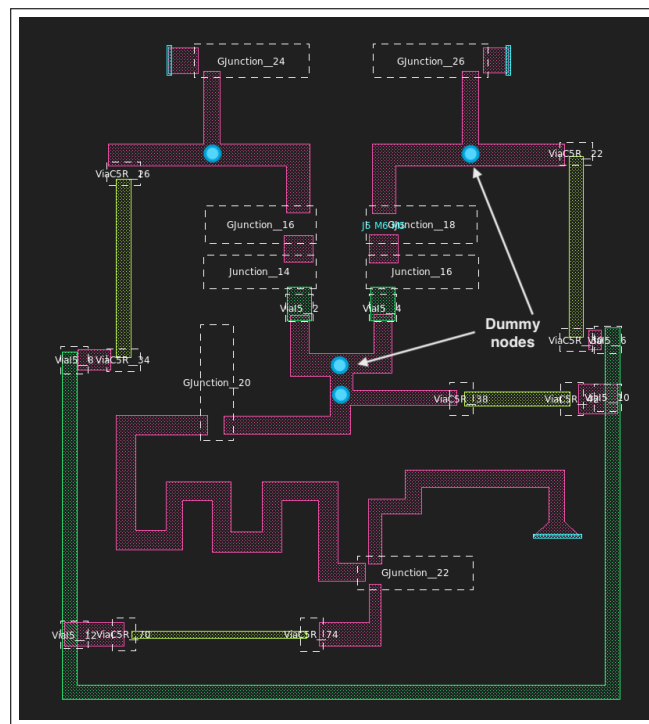 GJunction__24
GJunction__26
ViaC5R__26
ViaC5R__22
GJunction__16
GJunction__18
Junction__14
Junction__16
ViaI5__2
ViaI5__4
Dummy
nodes
ViaI5__8
ViaC5R__34
ViaI5__6
GJunction__20
ViaC5R__38
ViaI5__10
GJunction__22
ViaI5__12
ViaC5R__70
ViaC5R__74